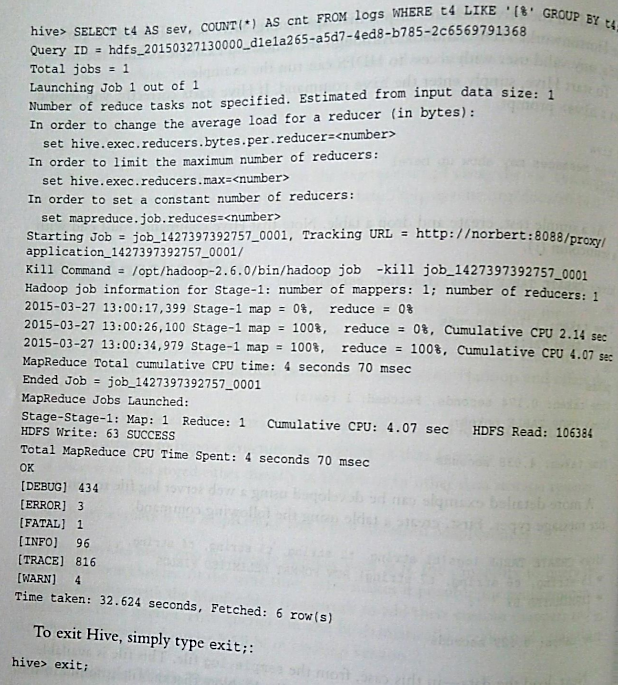 hive> SELECT t4 AS sev, COUNT(*) AS cnt FROM logs WHERE t4 LIKE '[%' GROUP BY t4
Query ID = hdfs_20150327130000_d1e1a265-a5d7-4ed8-b785-2c6569791368
Total jobs = 1
Launching Job 1 out of 1
Number of reduce tasks not specified. Estimated from input data size: 1
In order to change the average load for a reducer (in bytes):
  set hive.exec.reducers.bytes.per.reducer=<number>
In order to limit the maximum number of reducers:
  set hive.exec.reducers.max=<number>
In order to set a constant number of reducers:
  set mapreduce.job.reduces=<number>
Starting Job = job_1427397392757_0001, Tracking URL = http://norbert:8088/proxy/
application_1427397392757_0001/
Kill Command = /opt/hadoop-2.6.0/bin/hadoop job  -kill job_1427397392757_0001
Hadoop job information for Stage-1: number of mappers: 1; number of reducers: 1
2015-03-27 13:00:17,399 Stage-1 map = 0%,  reduce = 0%
2015-03-27 13:00:26,100 Stage-1 map = 100%,  reduce = 0%, Cumulative CPU 2.14 sec
2015-03-27 13:00:34,979 Stage-1 map = 100%,  reduce = 100%, Cumulative CPU 4.07 sec
MapReduce Total cumulative CPU time: 4 seconds 70 msec
Ended Job = job_1427397392757_0001
MapReduce Jobs Launched:
Stage-Stage-1: Map: 1  Reduce: 1   Cumulative CPU: 4.07 sec   HDFS Read: 106384
HDFS Write: 63 SUCCESS
Total MapReduce CPU Time Spent: 4 seconds 70 msec
OK
[DEBUG] 434
[ERROR] 3
[FATAL] 1
[INFO]  96
[TRACE] 816
[WARN]  4
Time taken: 32.624 seconds, Fetched: 6 row(s)
To exit Hive, simply type exit;:
hive> exit;